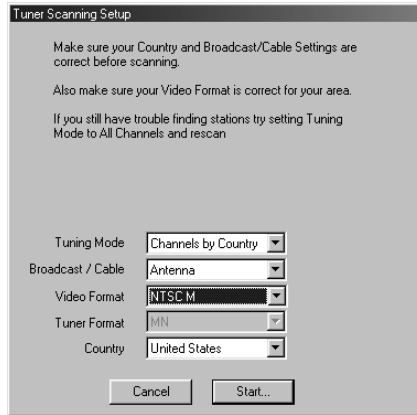 Tuner Scanning Setup
Make sure your Country and Broadcast/Cable Settings are
correct before scanning.
Also make sure your Video Format is correct for your area.
If you still have trouble finding stations try setting Tuning
Mode to All Channels and rescan
Tuning Mode Channels by Country
Broadcast / Cable Antenna
Video Format NTSC M
Tuner Format MN
Country United States
Cancel Start...